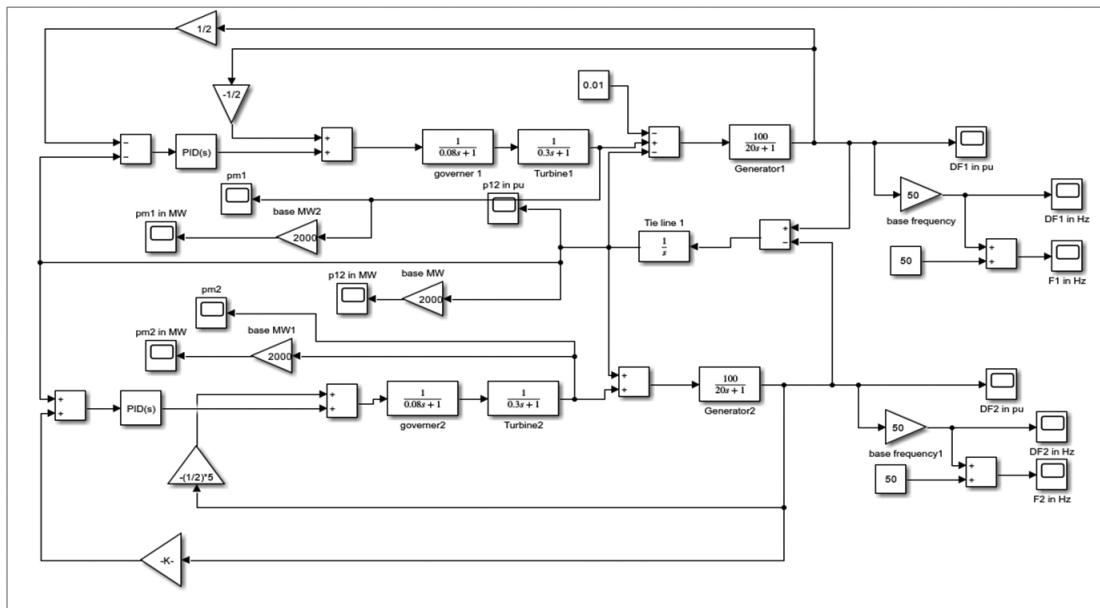 1/2
-1/2
0.01
−
−
PID(s)
+
+
1
0.08s + 1
governer 1
1
0.3s + 1
Turbine1
−
+
−
100
20s + 1
Generator1
DF1 in pu
pm1
p12 in pu
50
base frequency
DF1 in Hz
pm1 in MW
base MW2
2000
Tie line 1
1
s
+
−
50
+
+
F1 in Hz
p12 in MW
base MW
2000
pm2
pm2 in MW
base MW1
2000
+
+
PID(s)
+
+
1
0.08s + 1
governer2
1
0.3s + 1
Turbine2
+
+
100
20s + 1
Generator2
DF2 in pu
50
base frequency1
DF2 in Hz
-(1/2)*5
50
+
+
F2 in Hz
-K-